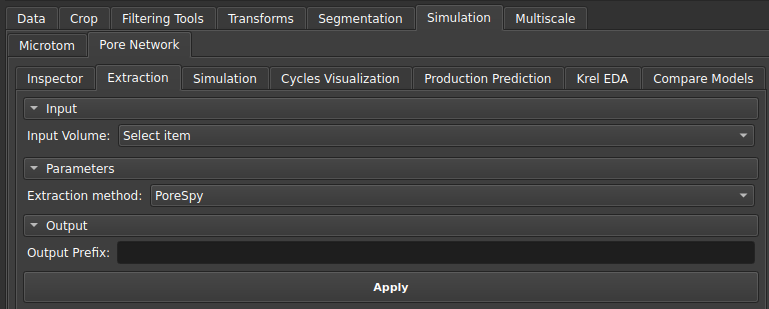 Data Crop Filtering Tools Transforms Segmentation Simulation Multiscale
Microtom Pore Network
Inspector Extraction Simulation Cycles Visualization Production Prediction Krel EDA Compare Models
Input
Input Volume: Select item
Parameters
Extraction method: PoreSpy
Output
Output Prefix:
Apply